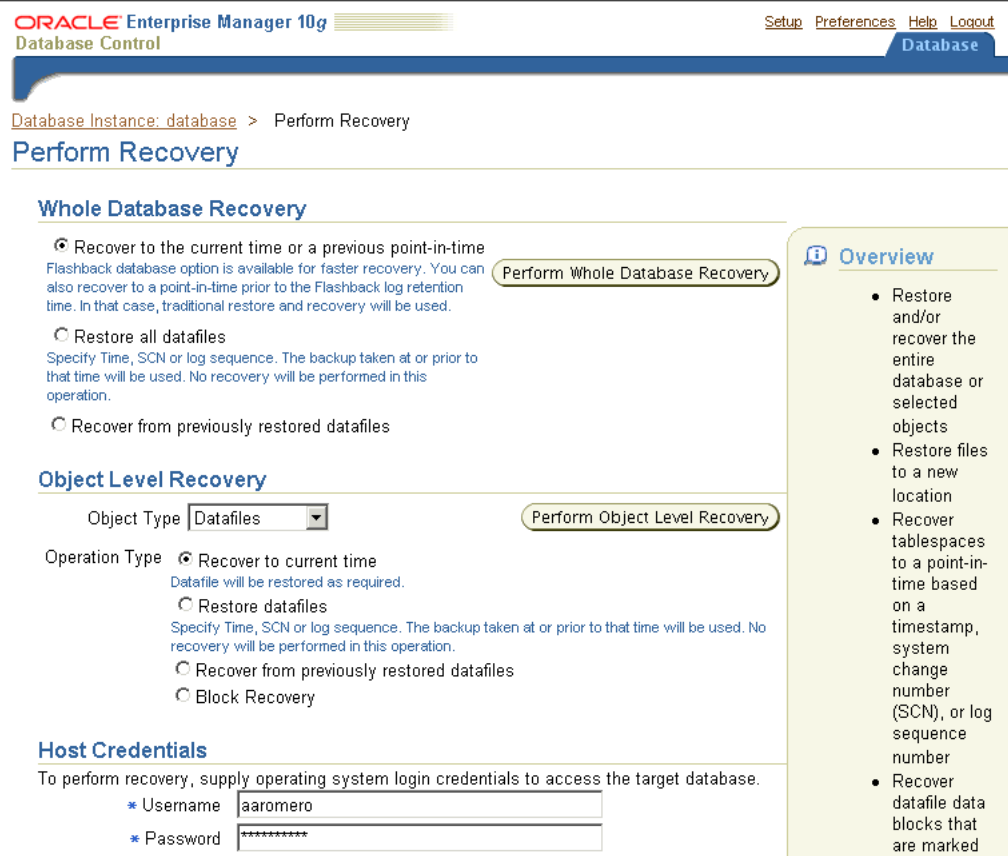 ORACLE Enterprise Manager 10g
Database Control
Setup Preferences Help Logout
Database
Database Instance: database > Perform Recovery
Perform Recovery
Whole Database Recovery
Recover to the current time or a previous point-in-time
Flashback database option is available for faster recovery. You can
also recover to a point-in-time prior to the Flashback log retention
time. In that case, traditional restore and recovery will be used.
Perform Whole Database Recovery
Restore all datafiles
Specify Time, SCN or log sequence. The backup taken at or prior to
that time will be used. No recovery will be performed in this
operation.
Recover from previously restored datafiles
Object Level Recovery
Object Type Datafiles
Perform Object Level Recovery
Operation Type Recover to current time
Datafile will be restored as required.
Restore datafiles
Specify Time, SCN or log sequence. The backup taken at or prior to that time will be used. No
recovery will be performed in this operation.
Recover from previously restored datafiles
Block Recovery
Host Credentials
To perform recovery, supply operating system login credentials to access the target database.
* Username aaromero
* Password **********
Overview
• Restore
and/or
recover the
entire
database or
selected
objects
• Restore files
to a new
location
• Recover
tablespaces
to a point-in-
time based
on a
timestamp,
system
change
number
(SCN), or log
sequence
number
• Recover
datafile data
blocks that
are marked